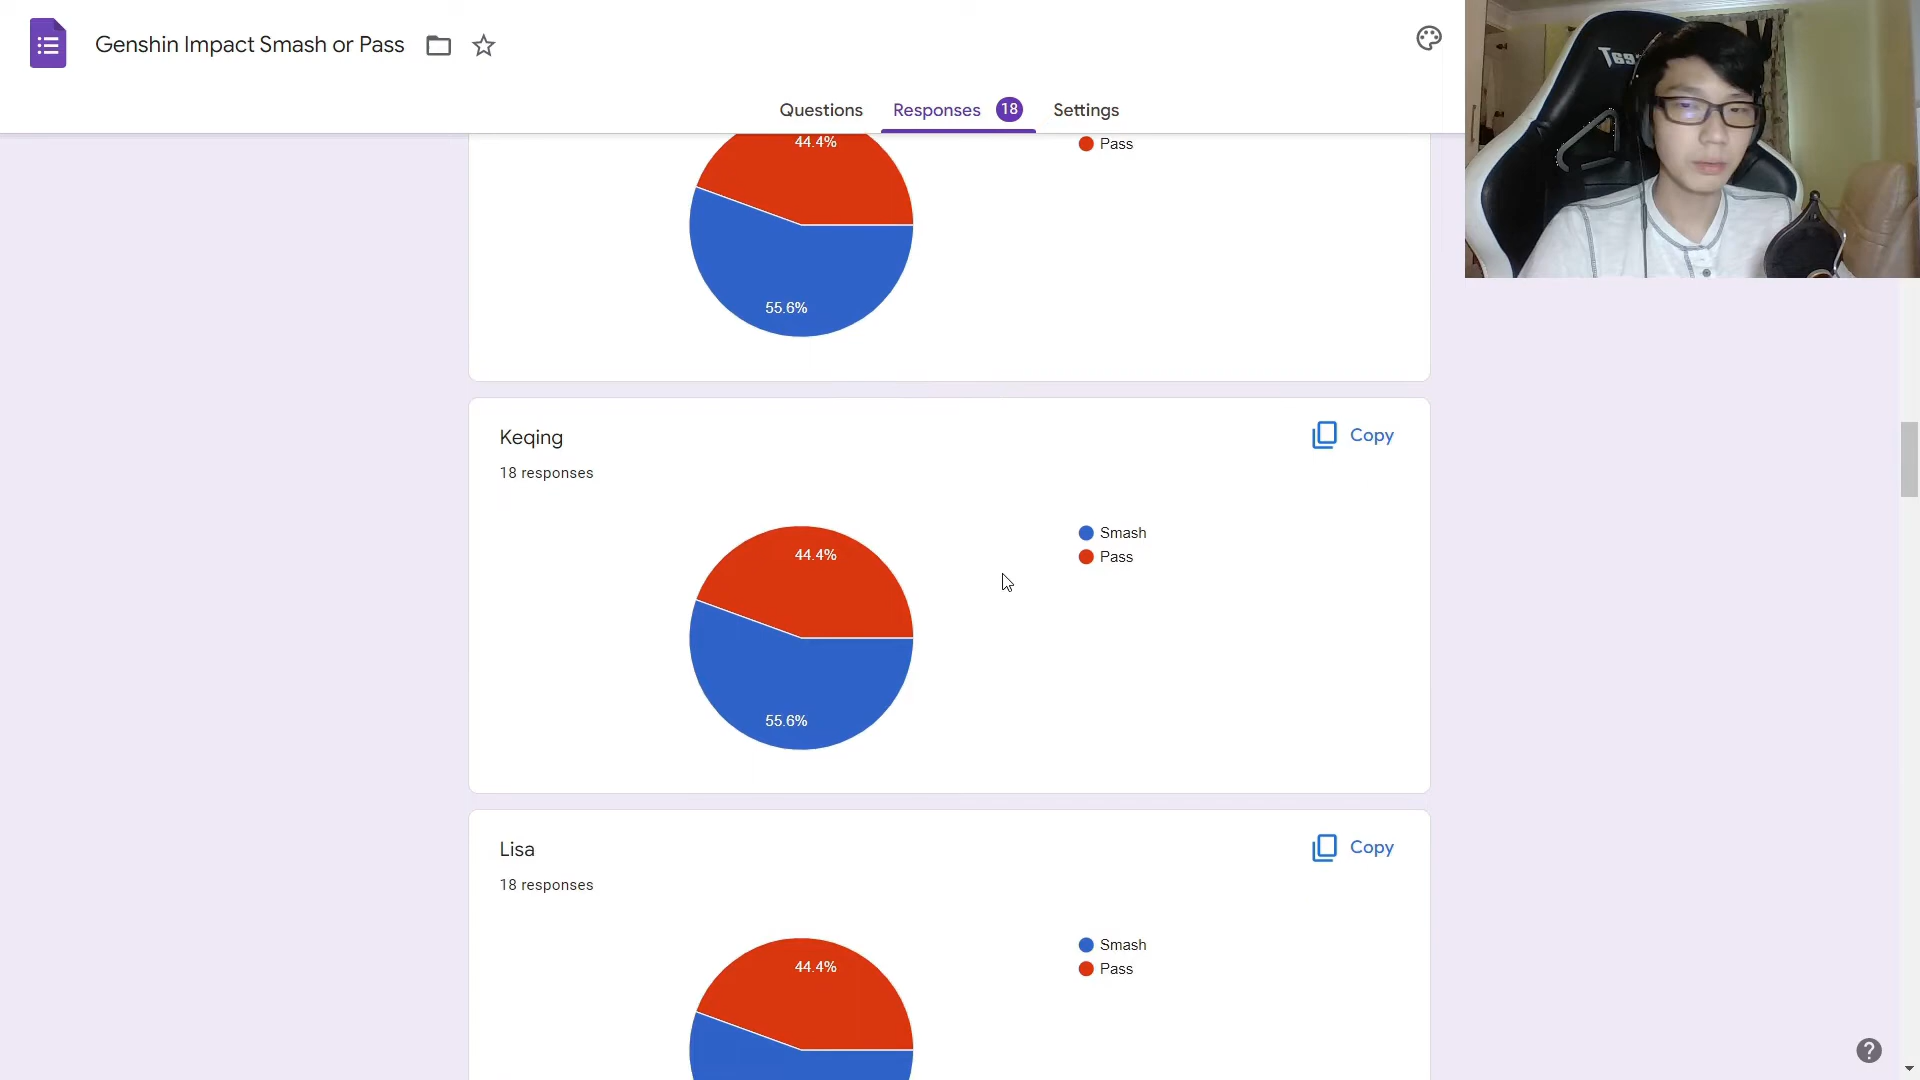 Genshin Impact Smash or Pass
Questions
Responses 18
Settings
44.4%
Pass
55.6%
Keqing
Copy
18 responses
Smash
44.4%
Pass
55.6%
Lisa
Copy
18 responses
Smash
44.4%
Pass